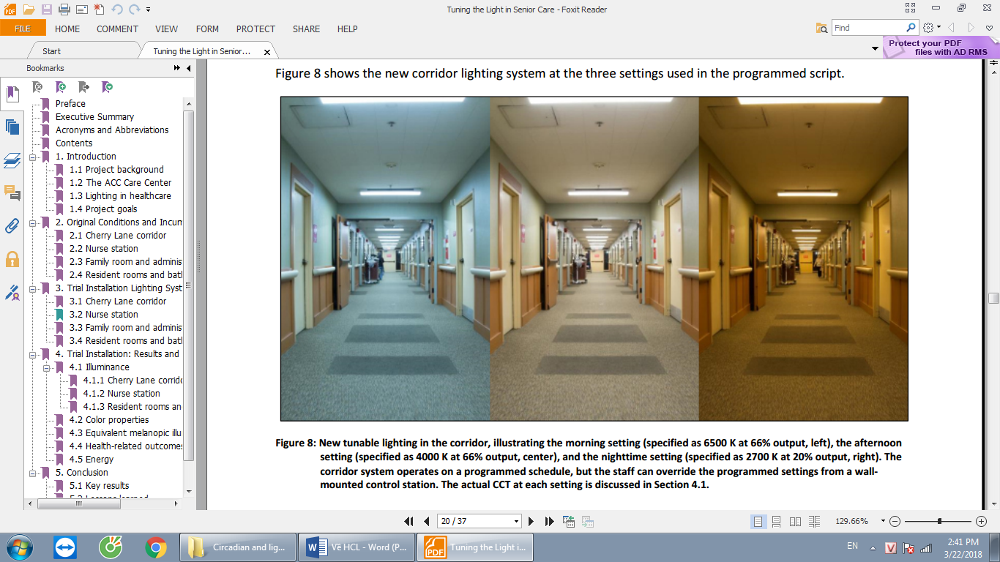 Tuning the Light in Senior Care - Foxit Reader
FILE HOME COMMENT VIEW FORM PROTECT SHARE HELP
Find
Start
Tuning the Light in Senior...
Protect your PDF
files with AD RMS
Bookmarks
Preface
Executive Summary
Acronyms and Abbreviations
Contents
1. Introduction
1.1 Project background
1.2 The ACC Care Center
1.3 Lighting in healthcare
1.4 Project goals
2. Original Conditions and Incum
2.1 Cherry Lane corridor
2.2 Nurse station
2.3 Family room and adminis
2.4 Resident rooms and batl
3. Trial Installation Lighting Syst
3.1 Cherry Lane corridor
3.2 Nurse station
3.3 Family room and adminis
3.4 Resident rooms and batl
4. Trial Installation: Results and
4.1 Illuminance
4.1.1 Cherry Lane corrido
4.1.2 Nurse station
4.1.3 Resident rooms an
4.2 Color properties
4.3 Equivalent melanopic illu
4.4 Health-related outcomes
4.5 Energy
5. Conclusion
5.1 Key results
Figure 8 shows the new corridor lighting system at the three settings used in the programmed script.
Figure 8: New tunable lighting in the corridor, illustrating the morning setting (specified as 6500 K at 66% output, left), the afternoon
setting (specified as 4000 K at 66% output, center), and the nighttime setting (specified as 2700 K at 20% output, right). The
corridor system operates on a programmed schedule, but the staff can override the programmed settings from a wall-
mounted control station. The actual CCT at each setting is discussed in Section 4.1.
20 / 37
129.66%
Circadian and lig...
Về HCL - Word (P...
PDF
Tuning the Light i...
EN
2:41 PM
3/22/2018